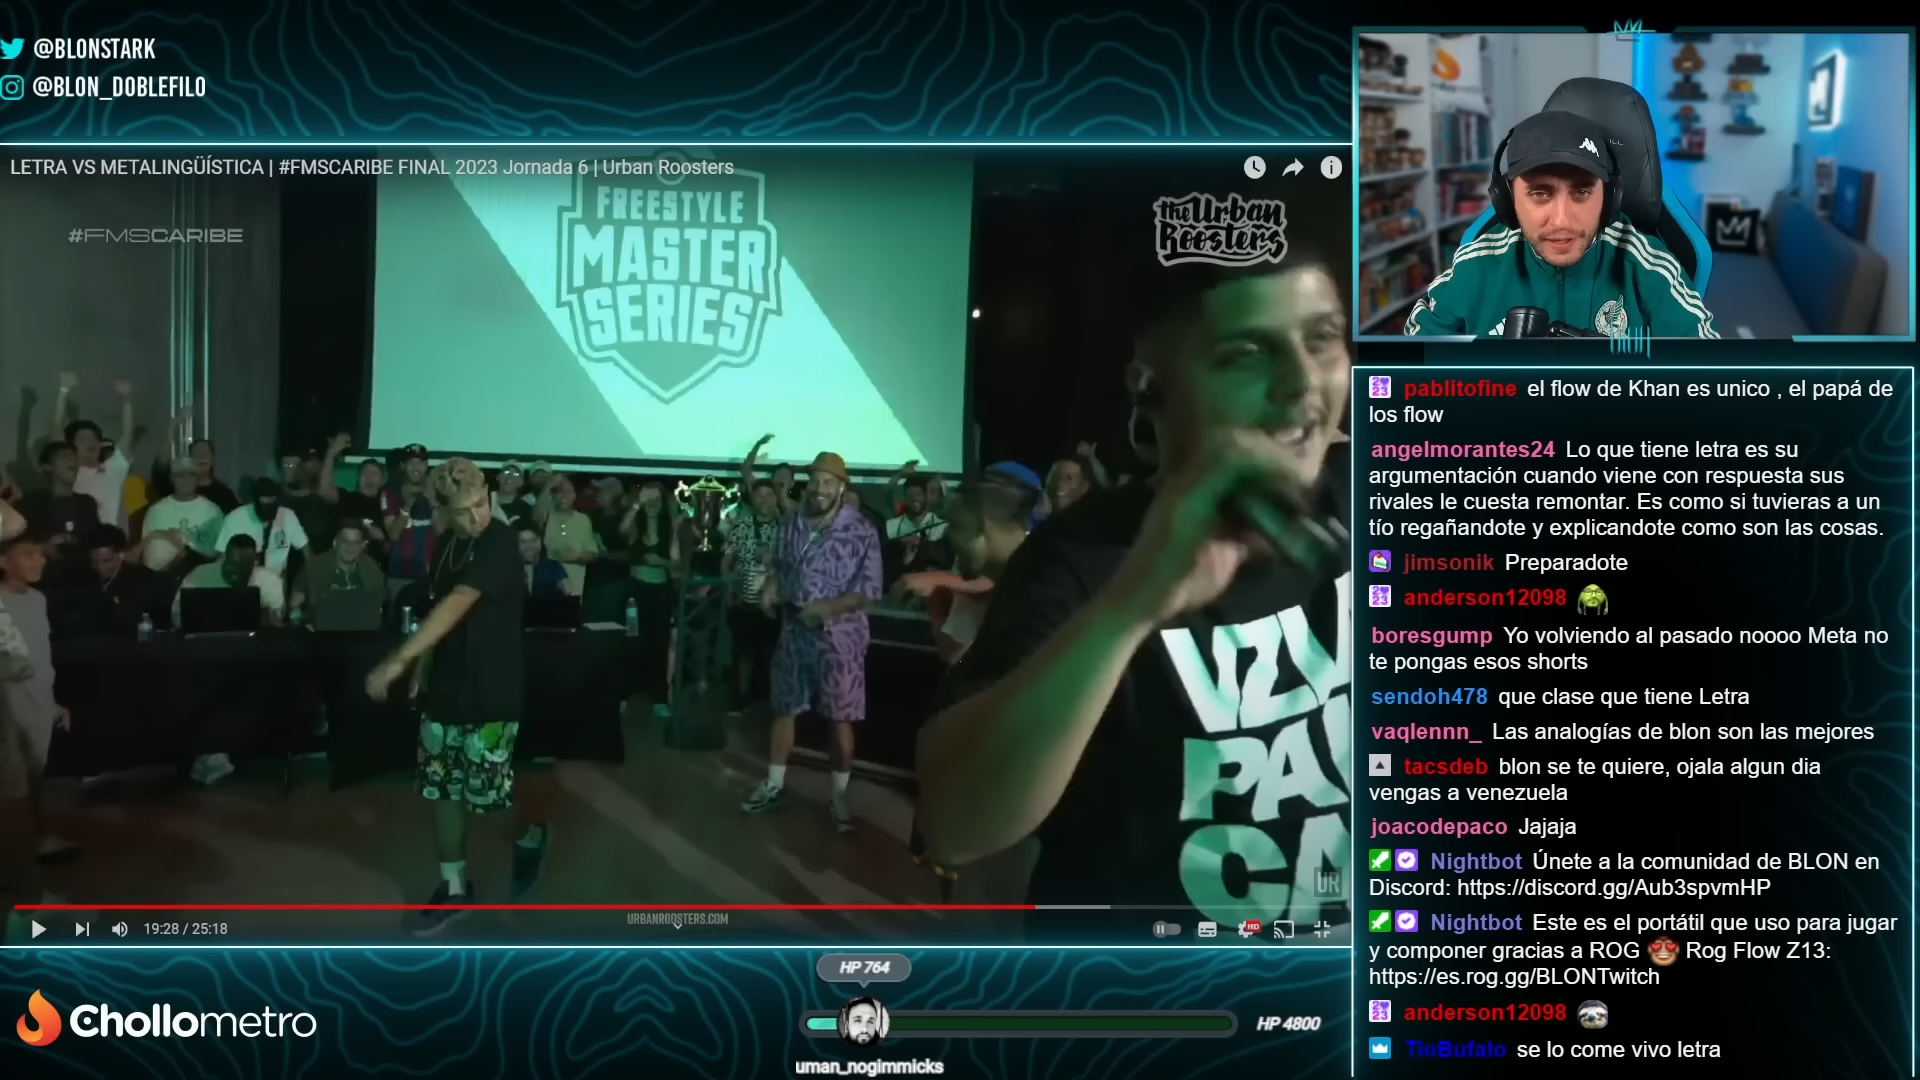 @BLONSTARK
@BLON_DOBLEFILO
LETRA VS METALINGÜÍSTICA | #FMSCARIBE FINAL 2023 Jornada 6 | Urban Roosters
#FMSCARIBE
FREESTYLE
MASTER
SERIES
the Urban
Roosters
VZL
PA
CA
UR
URBANROOSTERS.COM
19:28 / 25:18
HD
HP 764
HP 4800
uman_nogimmicks
Chollometro
pablitofine el flow de Khan es unico , el papá de
los flow
angelmorantes24 Lo que tiene letra es su
argumentación cuando viene con respuesta sus
rivales le cuesta remontar. Es como si tuvieras a un
tío regañandote y explicandote como son las cosas.
jimsonik Preparadote
anderson12098
boresgump Yo volviendo al pasado noooo Meta no
te pongas esos shorts
sendoh478 que clase que tiene Letra
vaqlennn_ Las analogías de blon son las mejores
tacsdeb blon se te quiere, ojala algun dia
vengas a venezuela
joacodepaco Jajaja
Nightbot Únete a la comunidad de BLON en
Discord: https://discord.gg/Aub3spvmHP
Nightbot Este es el portátil que uso para jugar
y componer gracias a ROG Rog Flow Z13:
https://es.rog.gg/BLONTwitch
anderson12098
TioBufalo se lo come vivo letra